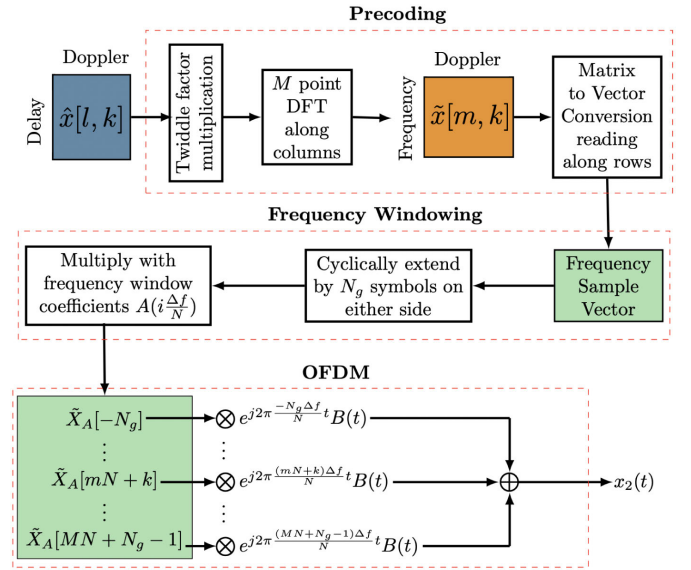 Precoding
Doppler
Delay
x̂[l, k]
Twiddle factor
multiplication
M point
DFT
along
columns
Doppler
Frequency
x̃[m, k]
Matrix
to Vector
Conversion
reading
along rows
Frequency Windowing
Multiply with
frequency window
coefficients A(i Δf/N)
Cyclically extend
by N_g symbols on
either side
Frequency
Sample
Vector
OFDM
X̃_A[−N_g] ⊗ e^{j2π (−N_gΔf)/N t} B(t)
⋮ ⋮
X̃_A[mN + k] ⊗ e^{j2π ((mN+k)Δf)/N t} B(t) ⊕ x_2(t)
⋮ ⋮
X̃_A[MN + N_g − 1] ⊗ e^{j2π ((MN+N_g−1)Δf)/N t} B(t)